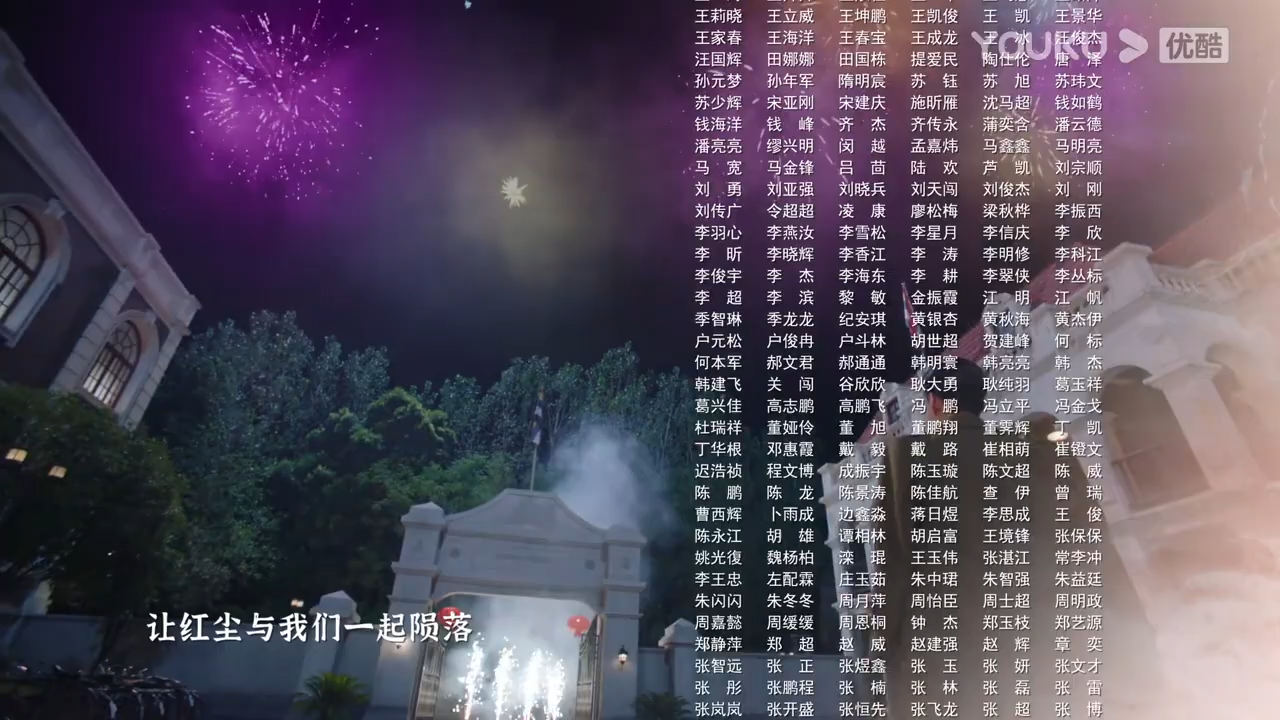 王莉晓 王立威 王坤鹏 王凯俊 王 凯 王景华
王家春 王海洋 王春宝 王成龙 王 冰 汪俊杰
YOUKU 优酷
汪国辉 田娜娜 田国栋 提爱民 陶仕伦 唐 泽
孙元梦 孙年军 隋明宸 苏 钰 苏 旭 苏玮文
苏少辉 宋亚刚 宋建庆 施昕雁 沈马超 钱如鹤
钱海洋 钱 峰 齐 杰 齐传永 蒲奕含 潘云德
潘亮亮 缪兴明 闵 越 孟嘉炜 马鑫鑫 马明亮
马 宽 马金锋 吕 茴 陆 欢 芦 凯 刘宗顺
刘 勇 刘亚强 刘晓兵 刘天闯 刘俊杰 刘 刚
刘传广 令超超 凌 康 廖松梅 梁秋桦 李振西
李羽心 李燕汝 李雪松 李星月 李信庆 李 欣
李 昕 李晓辉 李香江 李 涛 李明修 李科江
李俊宇 李 杰 李海东 李 耕 李翠侠 李丛标
李 超 李 滨 黎 敏 金振霞 江 明 江 帆
季智琳 季龙龙 纪安琪 黄银杏 黄秋海 黄杰伊
户元松 户俊冉 户斗林 胡世超 贺建峰 何 标
何本军 郝文君 郝通通 韩明寰 韩亮亮 韩 杰
韩建飞 关 闯 谷欣欣 耿大勇 耿纯羽 葛玉祥
葛兴佳 高志鹏 高鹏飞 冯 鹏 冯立平 冯金戈
杜瑞祥 董娅伶 董 旭 董鹏翔 董霁辉 丁 凯
丁华根 邓惠霞 戴 毅 戴 路 崔相萌 崔镫文
迟浩祯 程文博 成振宇 陈玉璇 陈文超 陈 威
陈 鹏 陈 龙 陈景涛 陈佳航 查 伊 曾 瑞
曹西辉 卜雨成 边鑫淼 蒋日煜 李思成 王 俊
陈永江 胡 雄 谭相林 胡启富 王境锋 张保保
姚光復 魏杨柏 滦 琨 王玉伟 张湛江 常李冲
李王忠 左配霖 庄玉茹 朱中珺 朱智强 朱益廷
朱闪闪 朱冬冬 周月萍 周怡臣 周士超 周明政
让红尘与我们一起陨落
周嘉懿 周缓缓 周恩桐 钟 杰 郑玉枝 郑艺源
郑静萍 郑 超 赵 威 赵建强 赵 辉 章 奕
张智远 张 正 张煜鑫 张 玉 张 妍 张文才
张 彤 张鹏程 张 楠 张 林 张 磊 张 雷
张岚岚 张开盛 张恒先 张飞龙 张 超 张 博